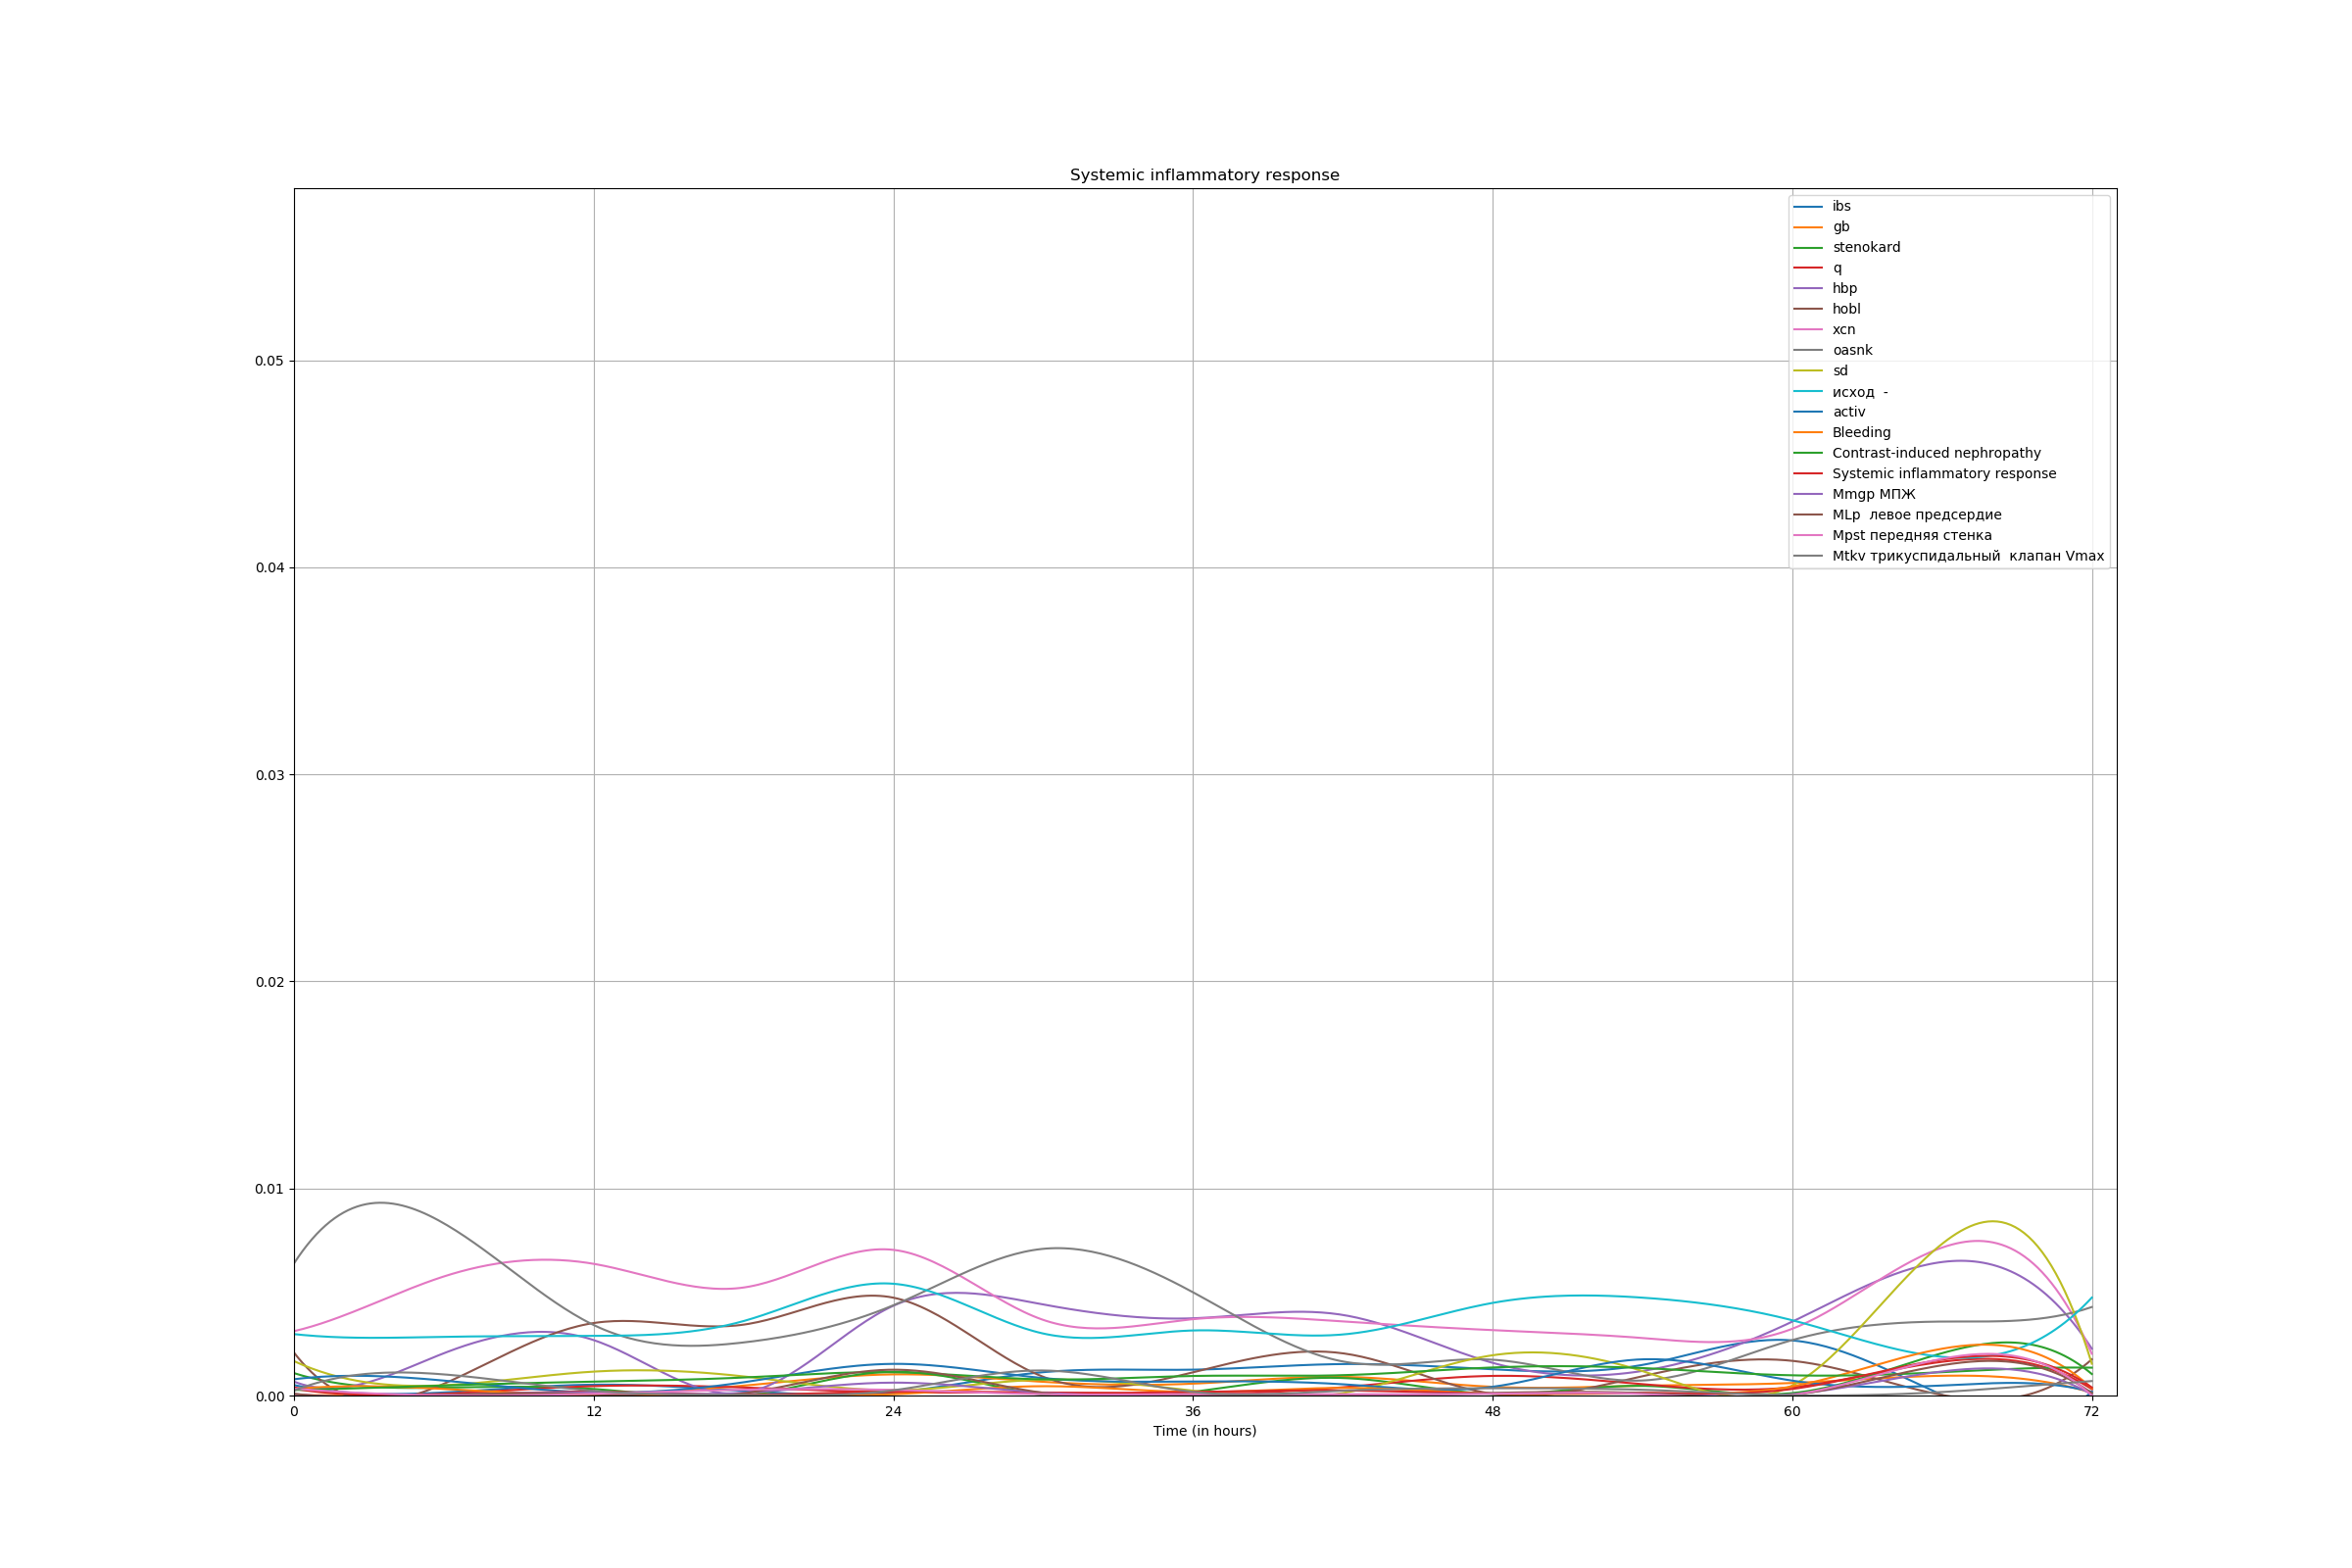 Systemic inflammatory response
ibs
gb
stenokard
q
hbp
hobl
xcn
oasnk
sd
исход  -
activ
Bleeding
Contrast-induced nephropathy
Systemic inflammatory response
Mmgp МПЖ
MLp  левое предсердие
Mpst передняя стенка
Mtkv трикуспидальный  клапан Vmax
0.05
0.04
0.03
0.02
0.01
0.00
0 12 24 36 48 60 72
Time (in hours)